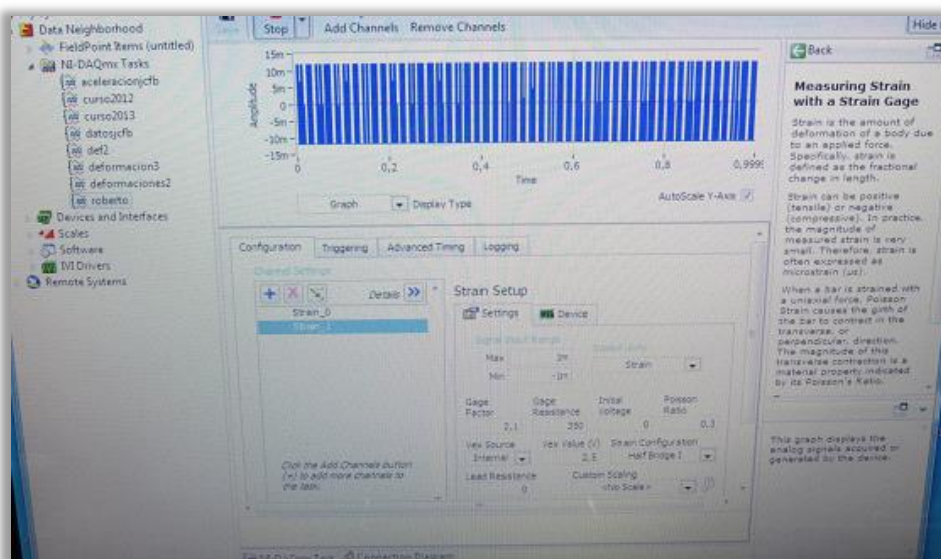 Data Neighborhood
FieldPoint Items (untitled)
NI-DAQmx Tasks
aceleracionjcfb
curso2012
curso2013
datosjcfb
def2
deformacion3
deformaciones2
roberto
Devices and Interfaces
Scales
Software
IVI Drivers
Remote Systems
Stop
Add Channels
Remove Channels
Hide
15m
10m
5m
0
-5m
-10m
-15m
Amplitude
0
0,2
0,4
0,6
0,8
0,999
Time
Graph
Display Type
AutoScale Y-Axis
Configuration
Triggering
Advanced Timing
Logging
Channel Settings
Details
Strain_0
Strain_1
Click the Add Channels button
(+) to add more channels to
the task.
Strain Setup
Settings
Device
Signal Input Range
Scaled Units
Max
1m
Min
-1m
Strain
Gage
Factor
2,1
Gage
Resistance
350
Initial
Voltage
0
Poisson
Ratio
0,3
Vex Source
Internal
Vex Value (V)
2,5
Strain Configuration
Half Bridge I
Lead Resistance
0
Custom Scaling
<No Scale>
NI-DAQmx Task
Connection Diagram
Back
Measuring Strain
with a Strain Gage
Strain is the amount of
deformation of a body due
to an applied force.
Specifically, strain is
defined as the fractional
change in length.
Strain can be positive
(tensile) or negative
(compressive). In practice,
the magnitude of
measured strain is very
small. Therefore, strain is
often expressed as
microstrain (µε).
When a bar is strained with
a uniaxial force, Poisson
Strain causes the girth of
the bar to contract in the
transverse, or
perpendicular, direction.
The magnitude of this
transverse contraction is a
material property indicated
by its Poisson's Ratio.
This graph displays the
analog signals acquired or
generated by the device.